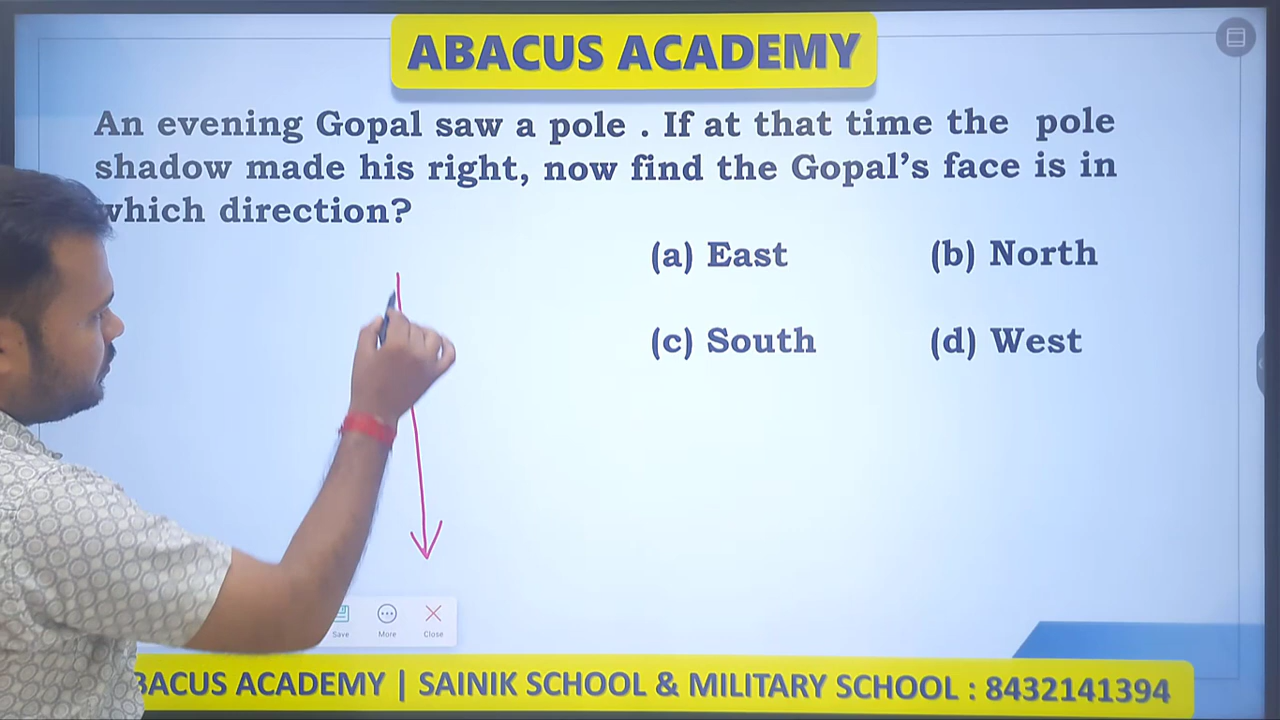 ABACUS ACADEMY
An evening Gopal saw a pole . If at that time the pole
shadow made his right, now find the Gopal's face is in
which direction?
(a) East (b) North
(c) South (d) West
Save More Close
ABACUS ACADEMY | SAINIK SCHOOL & MILITARY SCHOOL : 8432141394